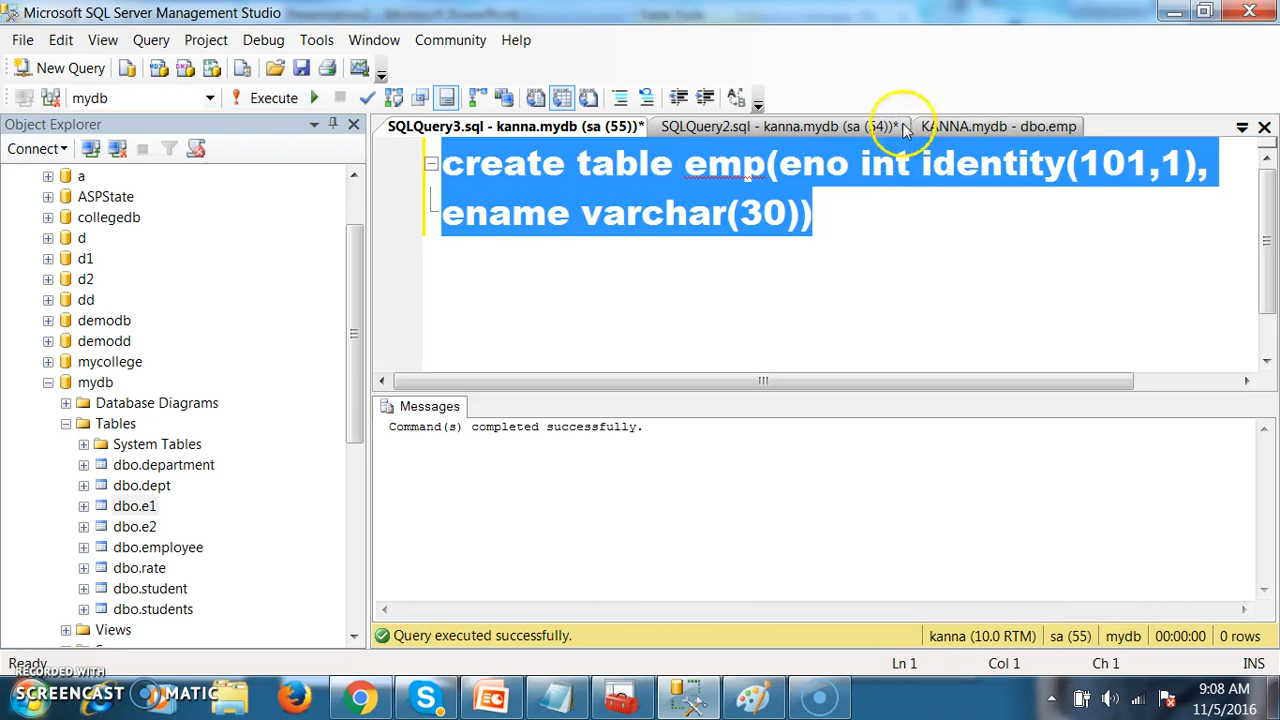 Microsoft SQL Server Management Studio
File Edit View Query Project Debug Tools Window Community Help
New Query
mydb Execute
Object Explorer
SQLQuery3.sql - kanna.mydb (sa (55))* SQLQuery2.sql - kanna.mydb (sa (54))* KANNA.mydb - dbo.emp
Connect
create table emp(eno int identity(101,1),
ename varchar(30))
a
ASPState
collegedb
d
d1
d2
dd
demodb
demodd
mycollege
mydb
Database Diagrams
Tables
System Tables
dbo.department
dbo.dept
dbo.e1
dbo.e2
dbo.employee
dbo.rate
dbo.student
dbo.students
Views
Messages
Command(s) completed successfully.
Query executed successfully. kanna (10.0 RTM) sa (55) mydb 00:00:00 0 rows
Ready Ln 1 Col 1 Ch 1 INS
RECORDED WITH
SCREENCAST MATIC
9:08 AM
11/5/2016